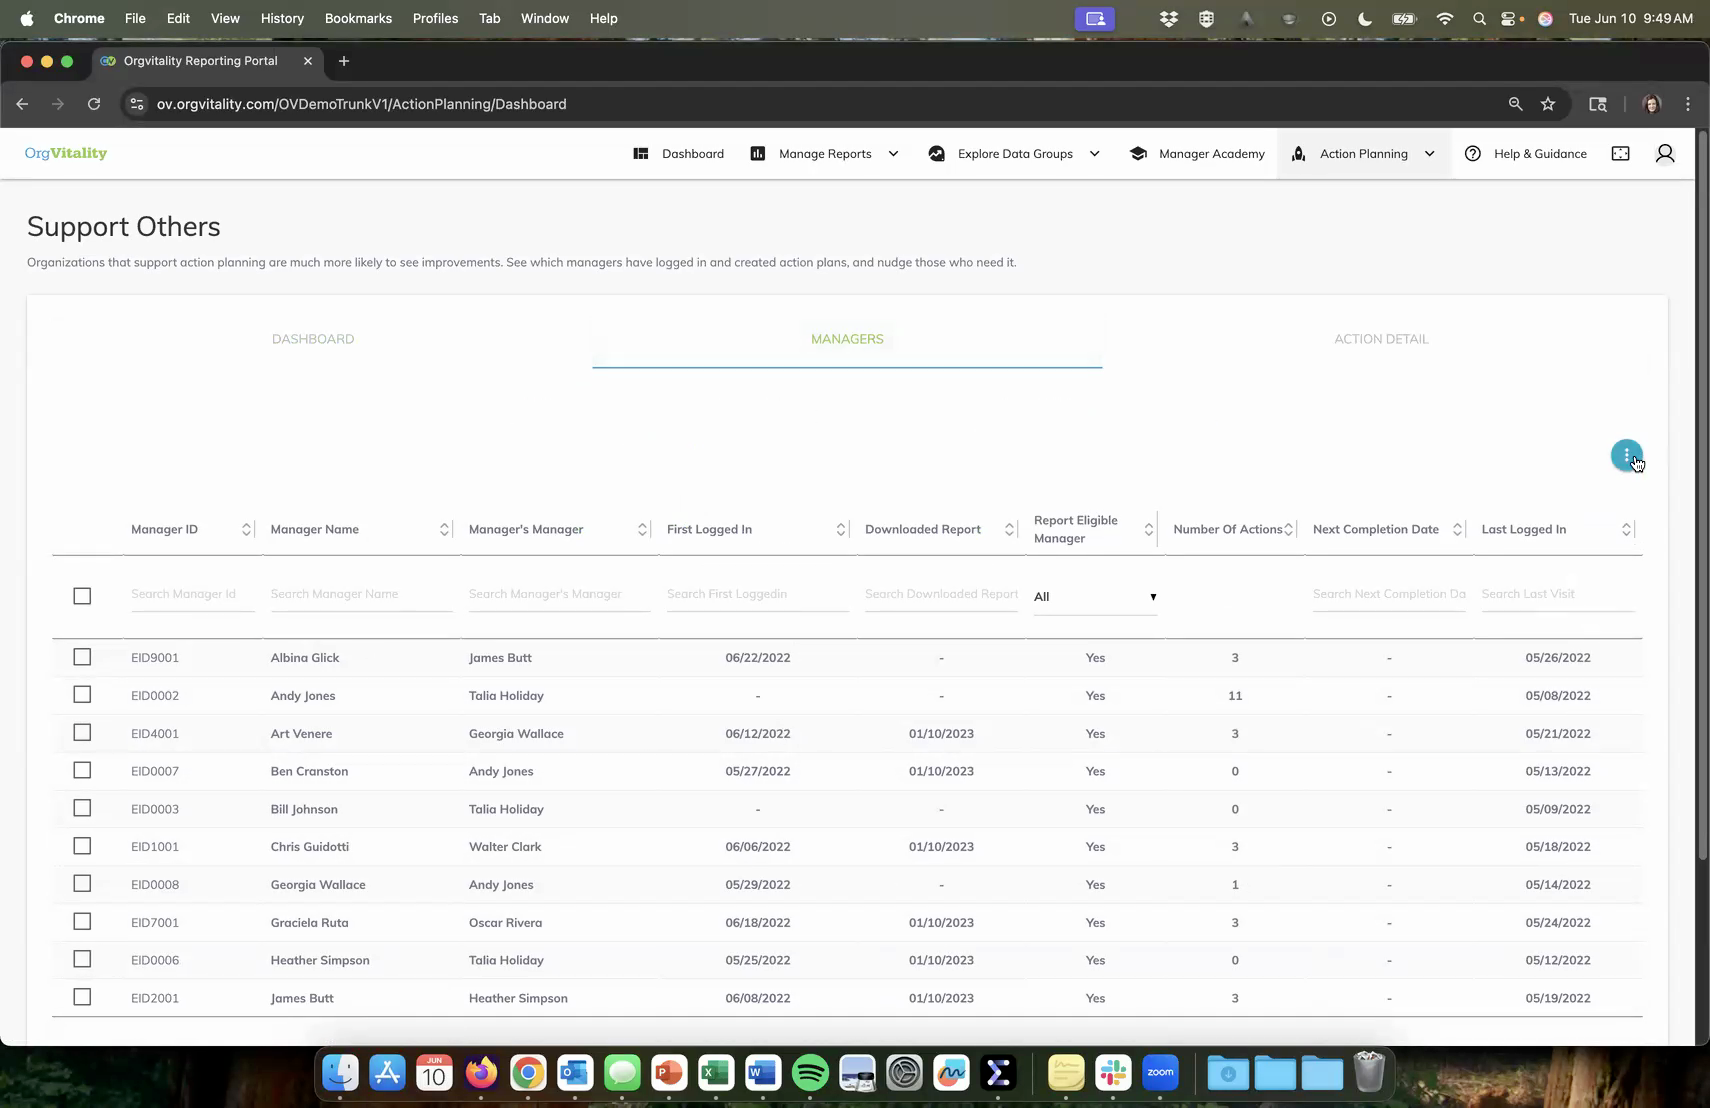 Chrome File Edit View History Bookmarks Profiles Tab Window Help Tue Jun 10 9:49 AM
Orgvitality Reporting Portal
ov.orgvitality.com/OVDemoTrunkV1/ActionPlanning/Dashboard
OrgVitality Dashboard Manage Reports Explore Data Groups Manager Academy Action Planning Help & Guidance
Support Others
Organizations that support action planning are much more likely to see improvements. See which managers have logged in and created action plans, and nudge those who need it.
DASHBOARD MANAGERS ACTION DETAIL
Manager ID Manager Name Manager's Manager First Logged In Downloaded Report Report Eligible Manager Number Of Actions Next Completion Date Last Logged In
Search Manager Id Search Manager Name Search Manager's Manager Search First Loggedin Search Downloaded Report All Search Next Completion Da Search Last Visit
EID9001 Albina Glick James Butt 06/22/2022 - Yes 3 - 05/26/2022
EID0002 Andy Jones Talia Holiday - - Yes 11 - 05/08/2022
EID4001 Art Venere Georgia Wallace 06/12/2022 01/10/2023 Yes 3 - 05/21/2022
EID0007 Ben Cranston Andy Jones 05/27/2022 01/10/2023 Yes 0 - 05/13/2022
EID0003 Bill Johnson Talia Holiday - - Yes 0 - 05/09/2022
EID1001 Chris Guidotti Walter Clark 06/06/2022 01/10/2023 Yes 3 - 05/18/2022
EID0008 Georgia Wallace Andy Jones 05/29/2022 - Yes 1 - 05/14/2022
EID7001 Graciela Ruta Oscar Rivera 06/18/2022 01/10/2023 Yes 3 - 05/24/2022
EID0006 Heather Simpson Talia Holiday 05/25/2022 01/10/2023 Yes 0 - 05/12/2022
EID2001 James Butt Heather Simpson 06/08/2022 01/10/2023 Yes 3 - 05/19/2022
JUN
10
zoom